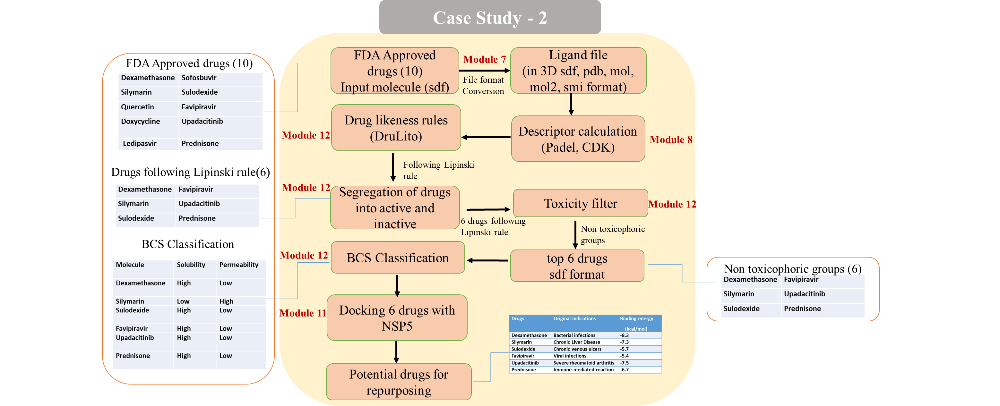 Case Study - 2
FDA Approved drugs (10)
Dexamethasone Sofosbuvir
Silymarin Sulodexide
Quercetin Favipiravir
Doxycycline Upadacitinib
Ledipasvir Prednisone
Drugs following Lipinski rule(6)
Dexamethasone Favipiravir
Silymarin Upadacitinib
Sulodexide Prednisone
BCS Classification
Molecule Solubility Permeability
Dexamethasone High Low
Silymarin Low High
Sulodexide High Low
Favipiravir High Low
Upadacitinib High Low
Prednisone High Low
FDA Approved
drugs (10)
Input molecule (sdf)
Module 7
File format
Conversion
Ligand file
(in 3D sdf, pdb, mol,
mol2, smi format)
Module 12
Drug likeness rules
(DruLito)
Descriptor calculation
(Padel, CDK)
Module 8
Following Lipinski
rule
Module 12
Segregation of drugs
into active and
inactive
6 drugs following
Lipinski rule
Toxicity filter
Module 12
Non toxicophoric
groups
Module 12
BCS Classification
top 6 drugs
sdf format
Module 11
Docking 6 drugs with
NSP5
Potential drugs for
repurposing
Drugs Original Indications Binding energy
(kcal/mol)
Dexamethasone Bacterial infections -8.3
Silymarin Chronic Liver Disease -7.3
Sulodexide Chronic venous ulcers -5.7
Favipiravir Viral infections. -5.4
Upadacitinib Severe rheumatoid arthritis -7.5
Prednisone Immune-mediated reaction -6.7
Non toxicophoric groups (6)
Dexamethasone Favipiravir
Silymarin Upadacitinib
Sulodexide Prednisone